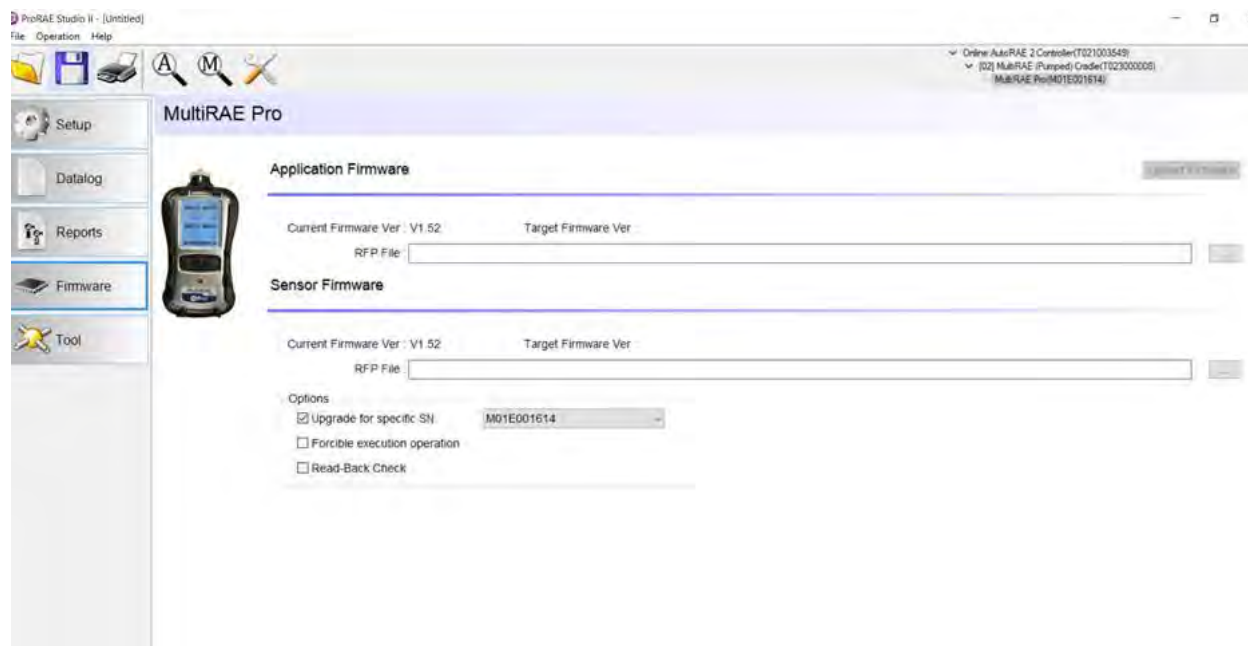 ProRAE Studio II - [Untitled]
File Operation Help
A M
Online AutoRAE 2 Controller(T021003549)
[02] MultiRAE (Pumped) Cradle(T023000008)
MultiRAE Pro(M01E001614)
Setup
Datalog
Reports
Firmware
Tool
MultiRAE Pro
Application Firmware
Current Firmware Ver : V1.52 Target Firmware Ver
RFP File
...
Sensor Firmware
Current Firmware Ver : V1.52 Target Firmware Ver
RFP File
...
Options
Upgrade for specific SN M01E001614
Forcible execution operation
Read-Back Check